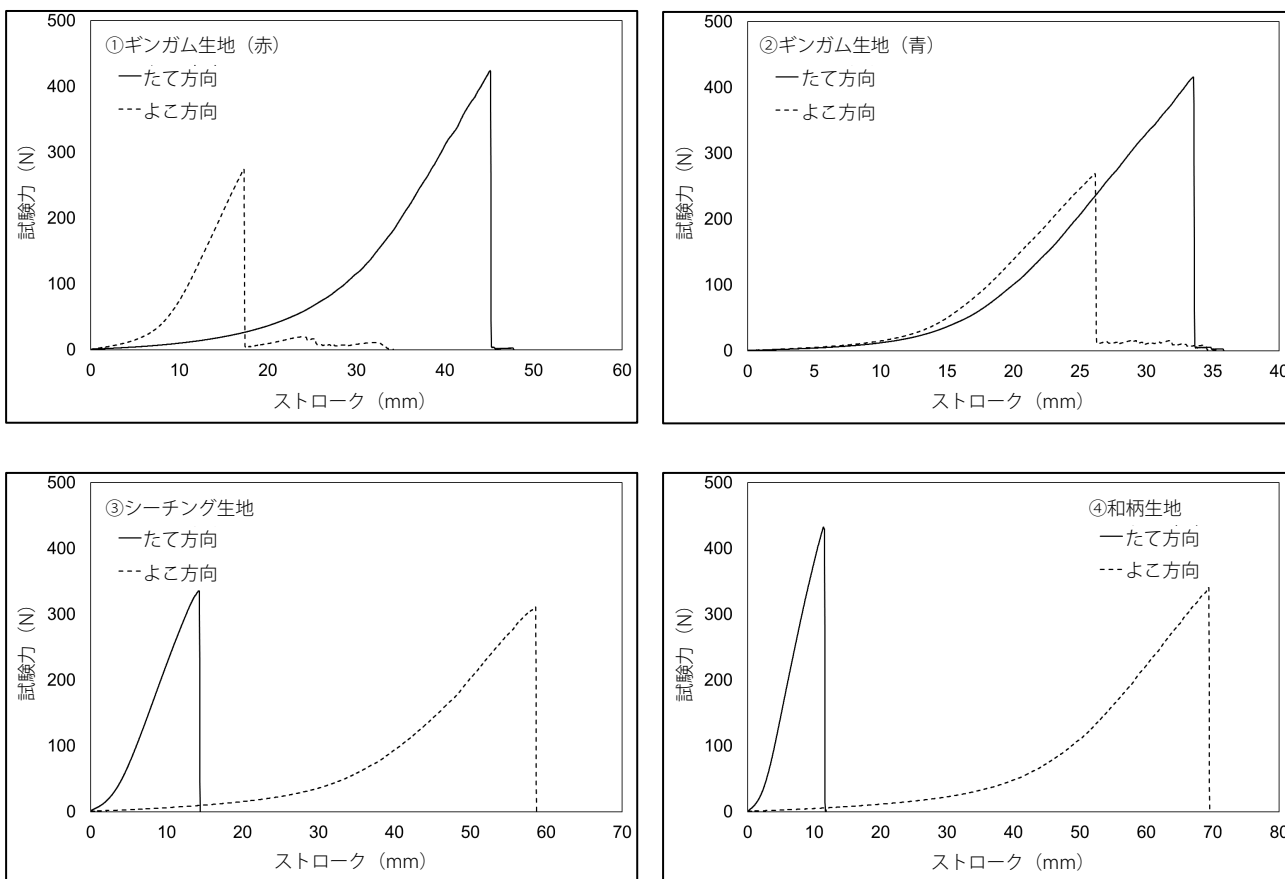 ①ギンガム生地（赤）
たて方向
よこ方向
500
400
300
200
100
0
試験力（N）
0 10 20 30 40 50 60
ストローク（mm）
②ギンガム生地（青）
たて方向
よこ方向
500
400
300
200
100
0
試験力（N）
0 5 10 15 20 25 30 35 40
ストローク（mm）
③シーチング生地
たて方向
よこ方向
500
400
300
200
100
0
試験力（N）
0 10 20 30 40 50 60 70
ストローク（mm）
④和柄生地
たて方向
よこ方向
500
400
300
200
100
0
試験力（N）
0 10 20 30 40 50 60 70 80
ストローク（mm）